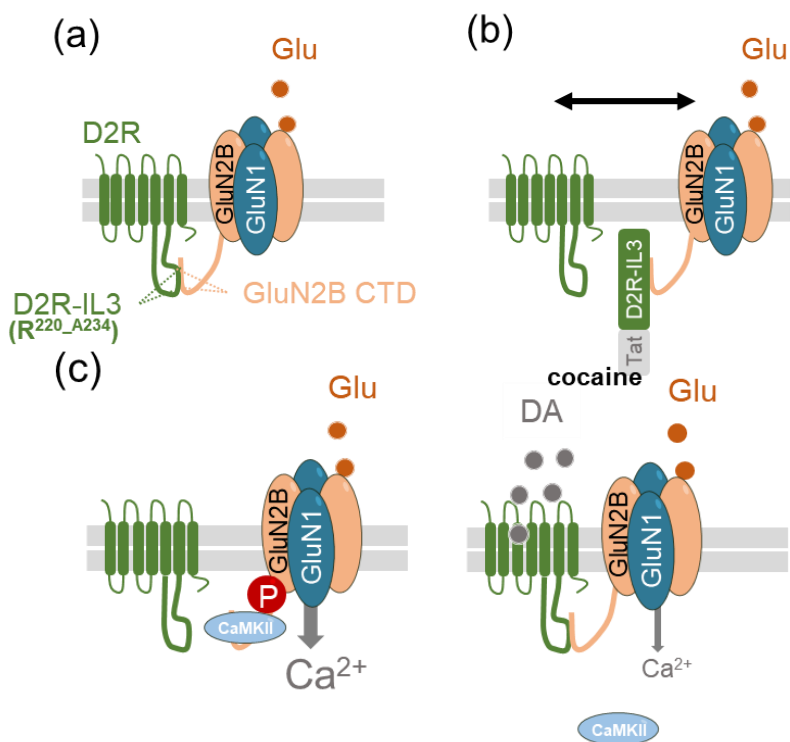 (a)
Glu
D2R
GluN2B
GluN1
D2R-IL3
(R220_A234)
GluN2B CTD
(b)
Glu
GluN2B
GluN1
D2R-IL3
Tat
(c)
Glu
GluN2B
GluN1
P
CaMKII
Ca2+
cocaine
DA
Glu
GluN2B
GluN1
Ca2+
CaMKII